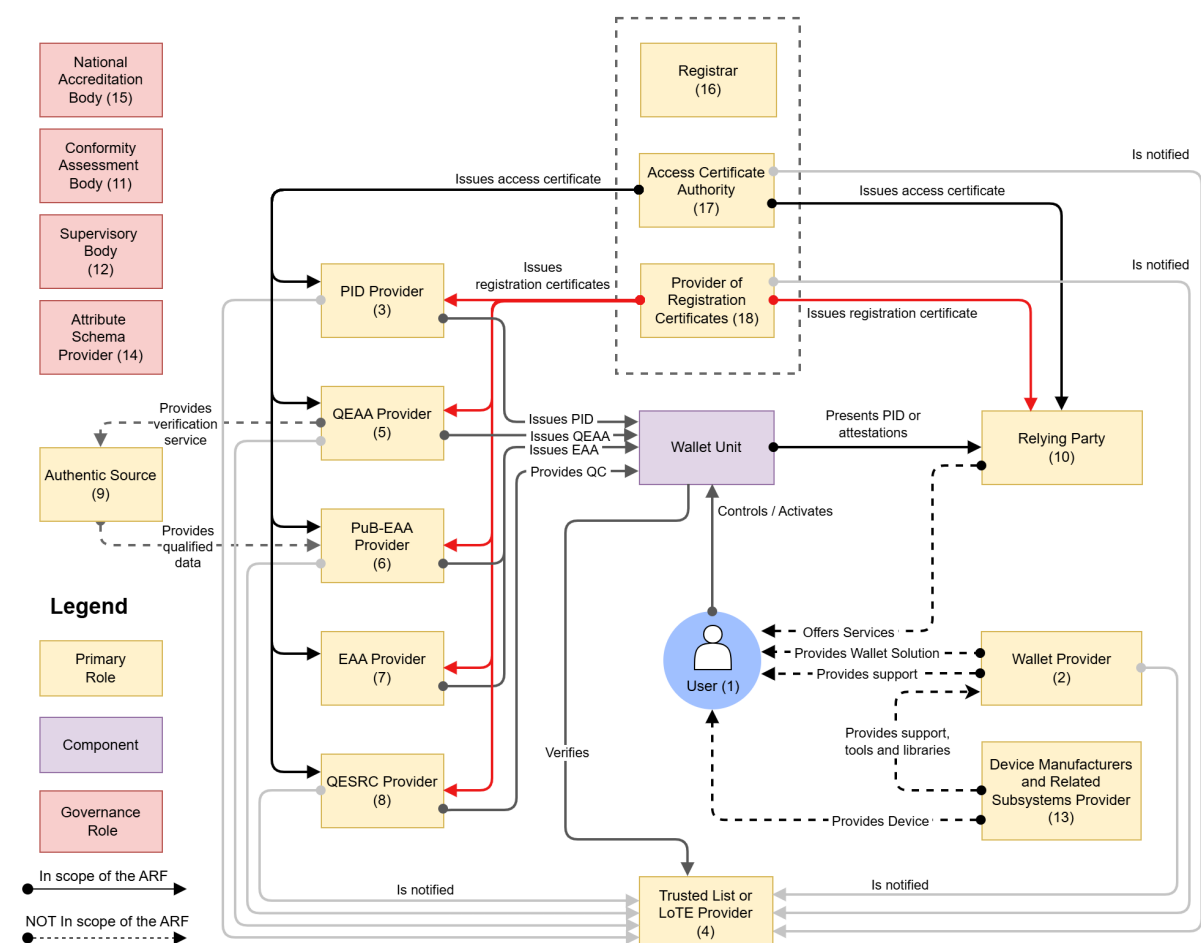 National
Accreditation
Body (15)
Conformity
Assessment
Body (11)
Supervisory
Body
(12)
Attribute
Schema
Provider (14)
Registrar
(16)
Access Certificate
Authority
(17)
Provider of
Registration
Certificates (18)
Is notified
Issues access certificate
Issues access certificate
Is notified
Issues
registration certificates
Issues registration certificate
PID Provider
(3)
QEAA Provider
(5)
PuB-EAA
Provider
(6)
EAA Provider
(7)
QESRC Provider
(8)
Provides
verification
service
Authentic Source
(9)
Provides
qualified
data
Issues PID
Issues QEAA
Issues EAA
Provides QC
Wallet Unit
Presents PID or
attestations
Relying Party
(10)
Controls / Activates
User (1)
Offers Services
Provides Wallet Solution
Provides support
Wallet Provider
(2)
Provides support,
tools and libraries
Device Manufacturers
and Related
Subsystems Provider
(13)
Provides Device
Verifies
Is notified
Is notified
Trusted List or
LoTE Provider
(4)
Legend
Primary
Role
Component
Governance
Role
In scope of the ARF
NOT In scope of the ARF